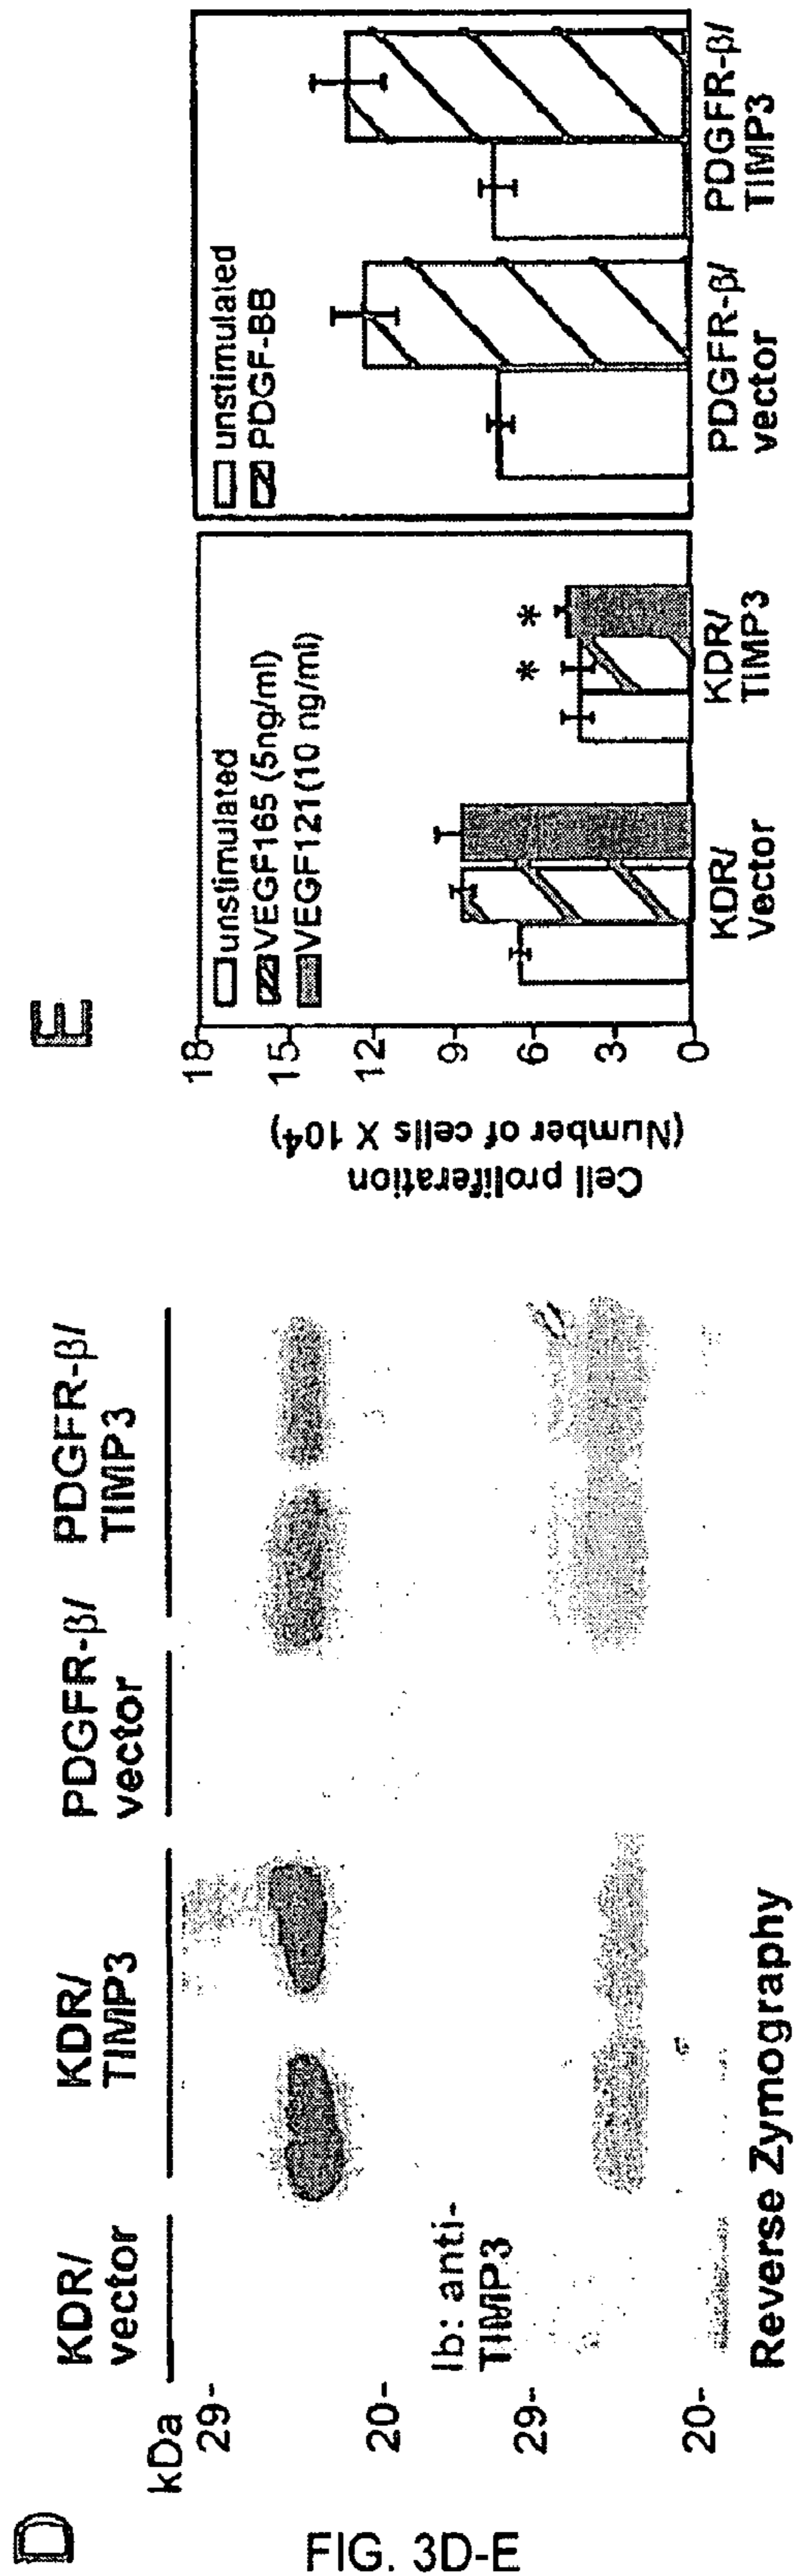 D
KDR/
vector
KDR/
TIMP3
PDGFR-β/
vector
PDGFR-β/
TIMP3
kDa
29-
20-
Ib: anti-
TIMP3
29-
20-
Reverse Zymography
E
Cell proliferation
(Number of cells X 10⁴)
18
15
12
9
6
3
0
unstimulated
VEGF165 (5ng/ml)
VEGF121(10 ng/ml)
*
*
KDR/
Vector
KDR/
TIMP3
unstimulated
PDGF-BB
PDGFR-β/
vector
PDGFR-β/
TIMP3
FIG. 3D-E